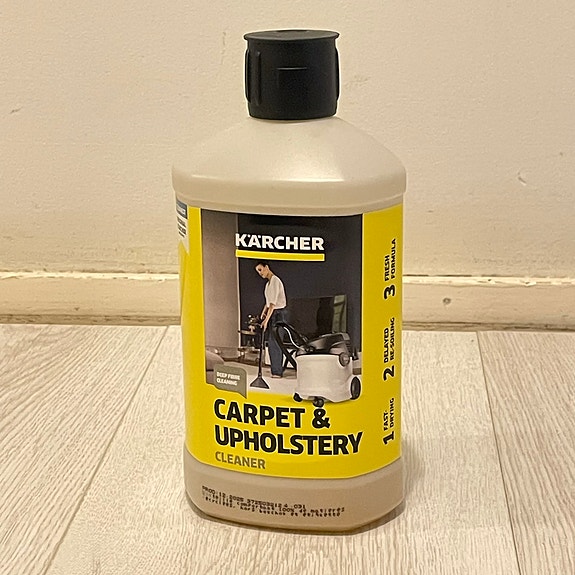 KÄRCHER
DEEP FIBRE
CLEANING
CARPET &
UPHOLSTERY
CLEANER
1 FAST-
DRYING
2 DELAYED
RE-SOILING
3 FRESH
FORMULA